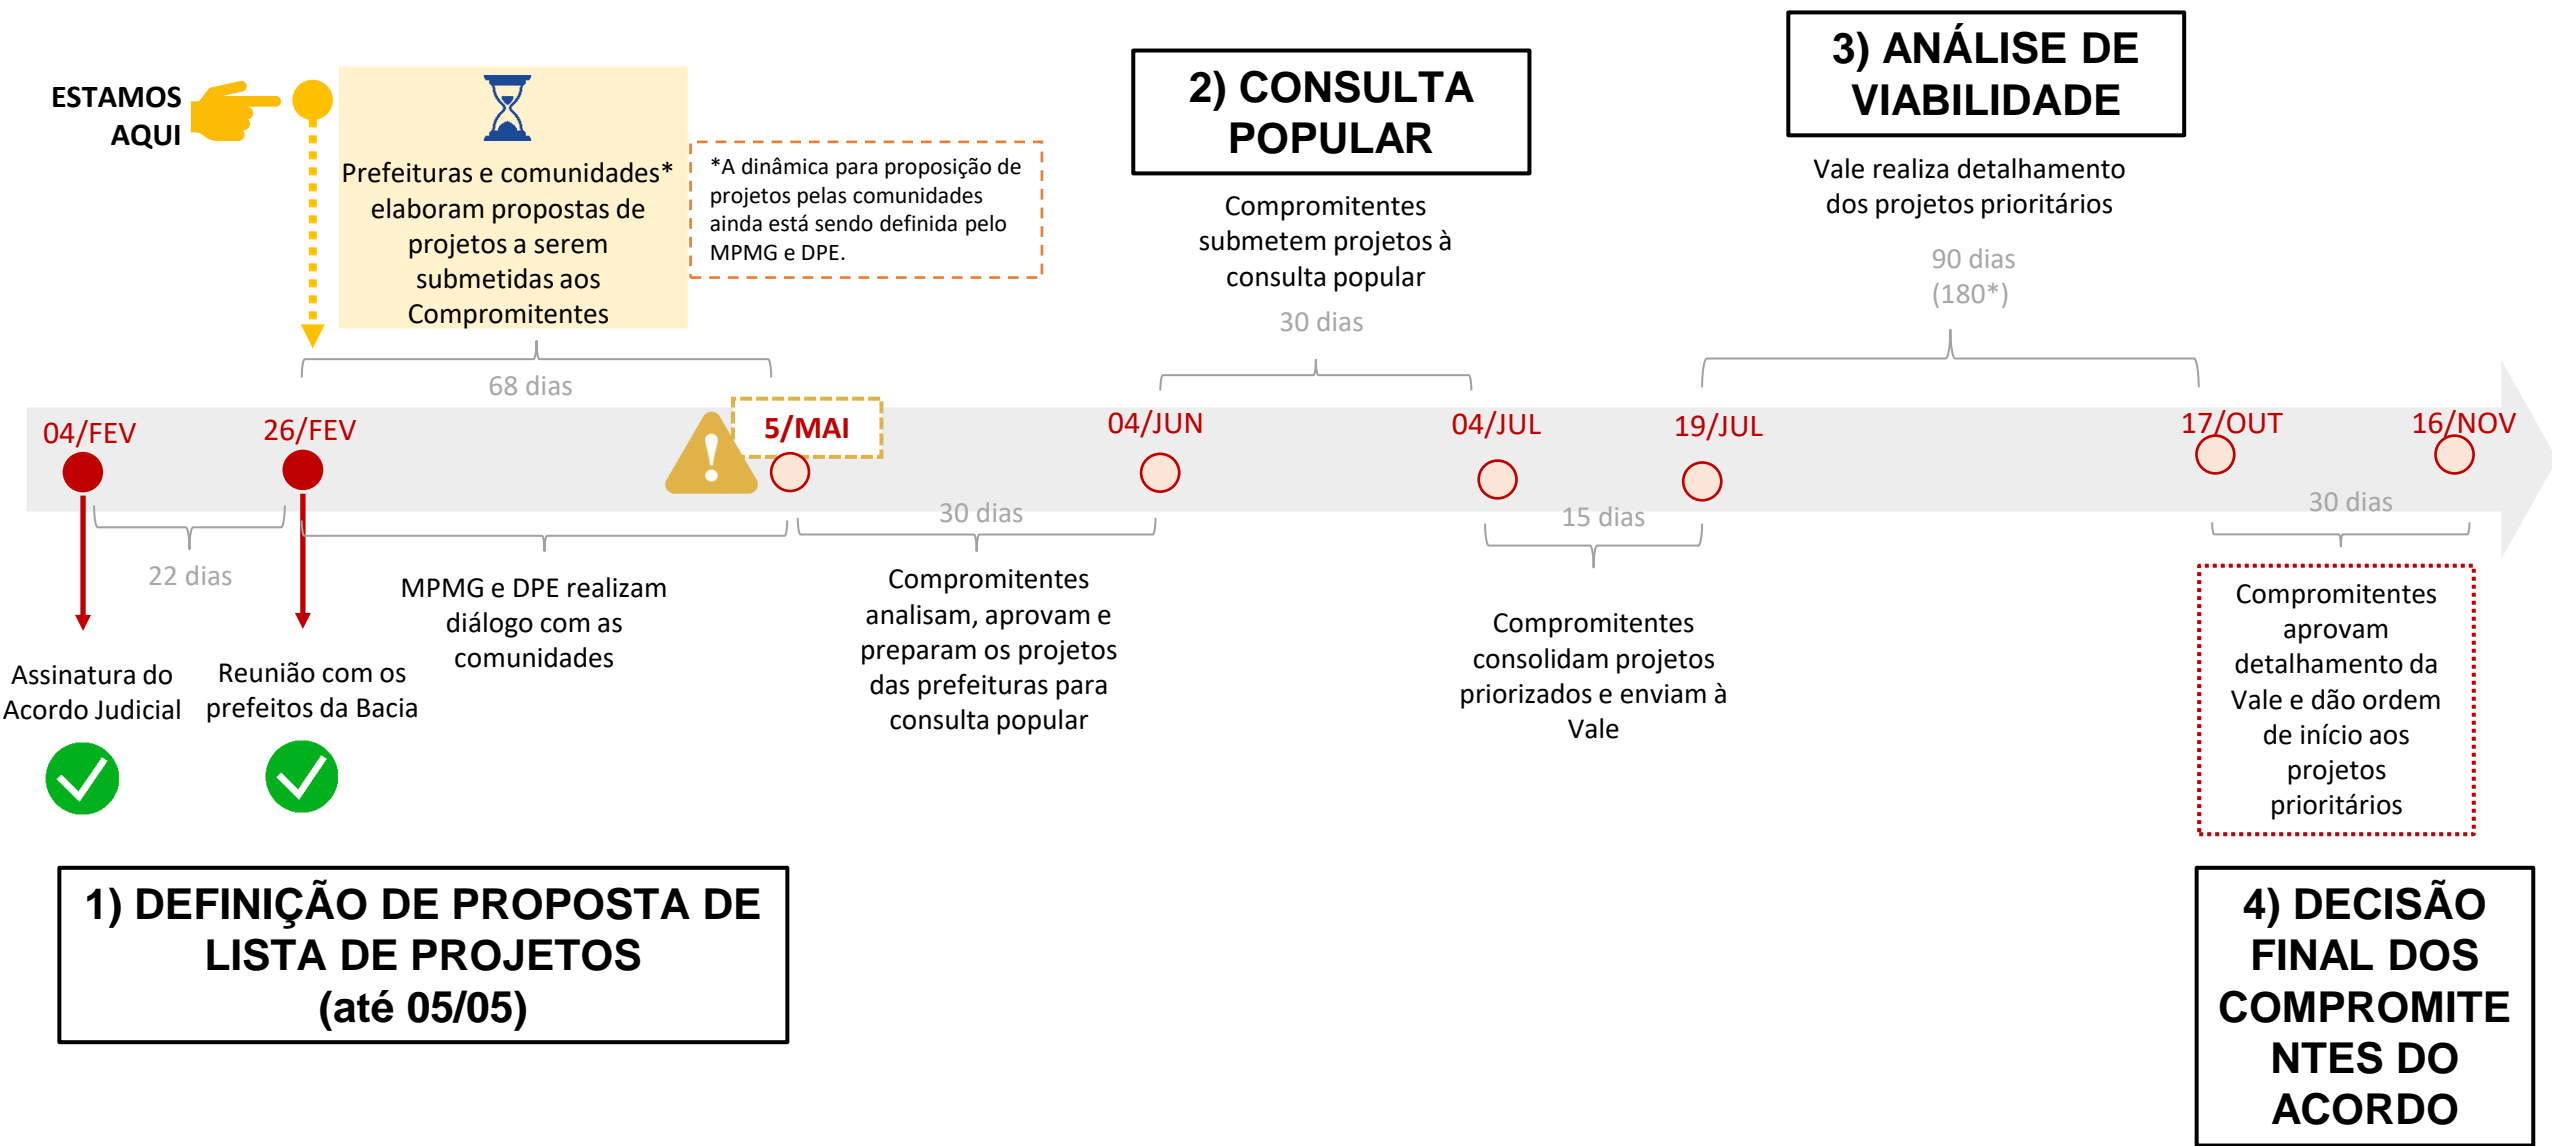 ESTAMOS
AQUI
Prefeituras e comunidades*
elaboram propostas de
projetos a serem
submetidas aos
Compromitentes
*A dinâmica para proposição de
projetos pelas comunidades
ainda está sendo definida pelo
MPMG e DPE.
2) CONSULTA
POPULAR
Compromitentes
submetem projetos à
consulta popular
30 dias
3) ANÁLISE DE
VIABILIDADE
Vale realiza detalhamento
dos projetos prioritários
90 dias
(180*)
68 dias
04/FEV
26/FEV
5/MAI
04/JUN
04/JUL
19/JUL
17/OUT
16/NOV
22 dias
30 dias
15 dias
30 dias
Assinatura do
Acordo Judicial
Reunião com os
prefeitos da Bacia
MPMG e DPE realizam
diálogo com as
comunidades
Compromitentes
analisam, aprovam e
preparam os projetos
das prefeituras para
consulta popular
Compromitentes
consolidam projetos
priorizados e enviam à
Vale
Compromitentes
aprovam
detalhamento da
Vale e dão ordem
de início aos
projetos
prioritários
1) DEFINIÇÃO DE PROPOSTA DE
LISTA DE PROJETOS
(até 05/05)
4) DECISÃO
FINAL DOS
COMPROMITE
NTES DO
ACORDO